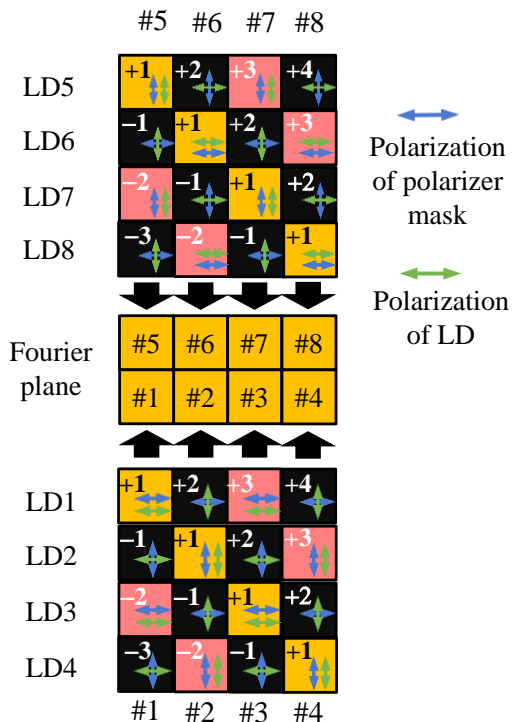 #5 #6 #7 #8
LD5 +1 +2 +3 +4
LD6 −1 +1 +2 +3
LD7 −2 −1 +1 +2
LD8 −3 −2 −1 +1
Polarization
of polarizer
mask
Polarization
of LD
Fourier
plane
#5 #6 #7 #8
#1 #2 #3 #4
LD1 +1 +2 +3 +4
LD2 −1 +1 +2 +3
LD3 −2 −1 +1 +2
LD4 −3 −2 −1 +1
#1 #2 #3 #4